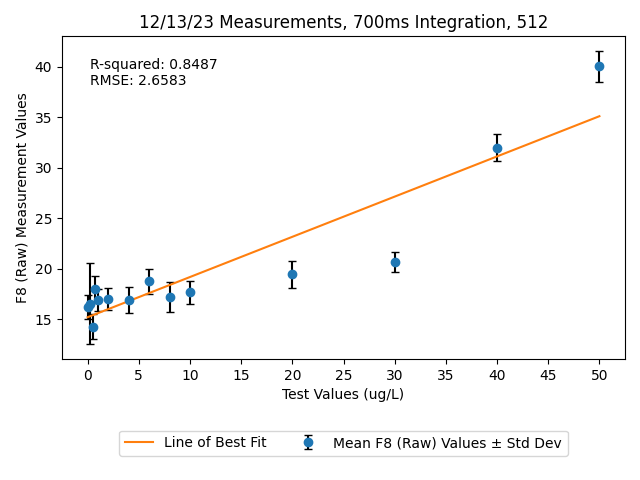 12/13/23 Measurements, 700ms Integration, 512
R-squared: 0.8487
RMSE: 2.6583
F8 (Raw) Measurement Values
40
35
30
25
20
15
0 5 10 15 20 25 30 35 40 45 50
Test Values (ug/L)
Line of Best Fit Mean F8 (Raw) Values ± Std Dev